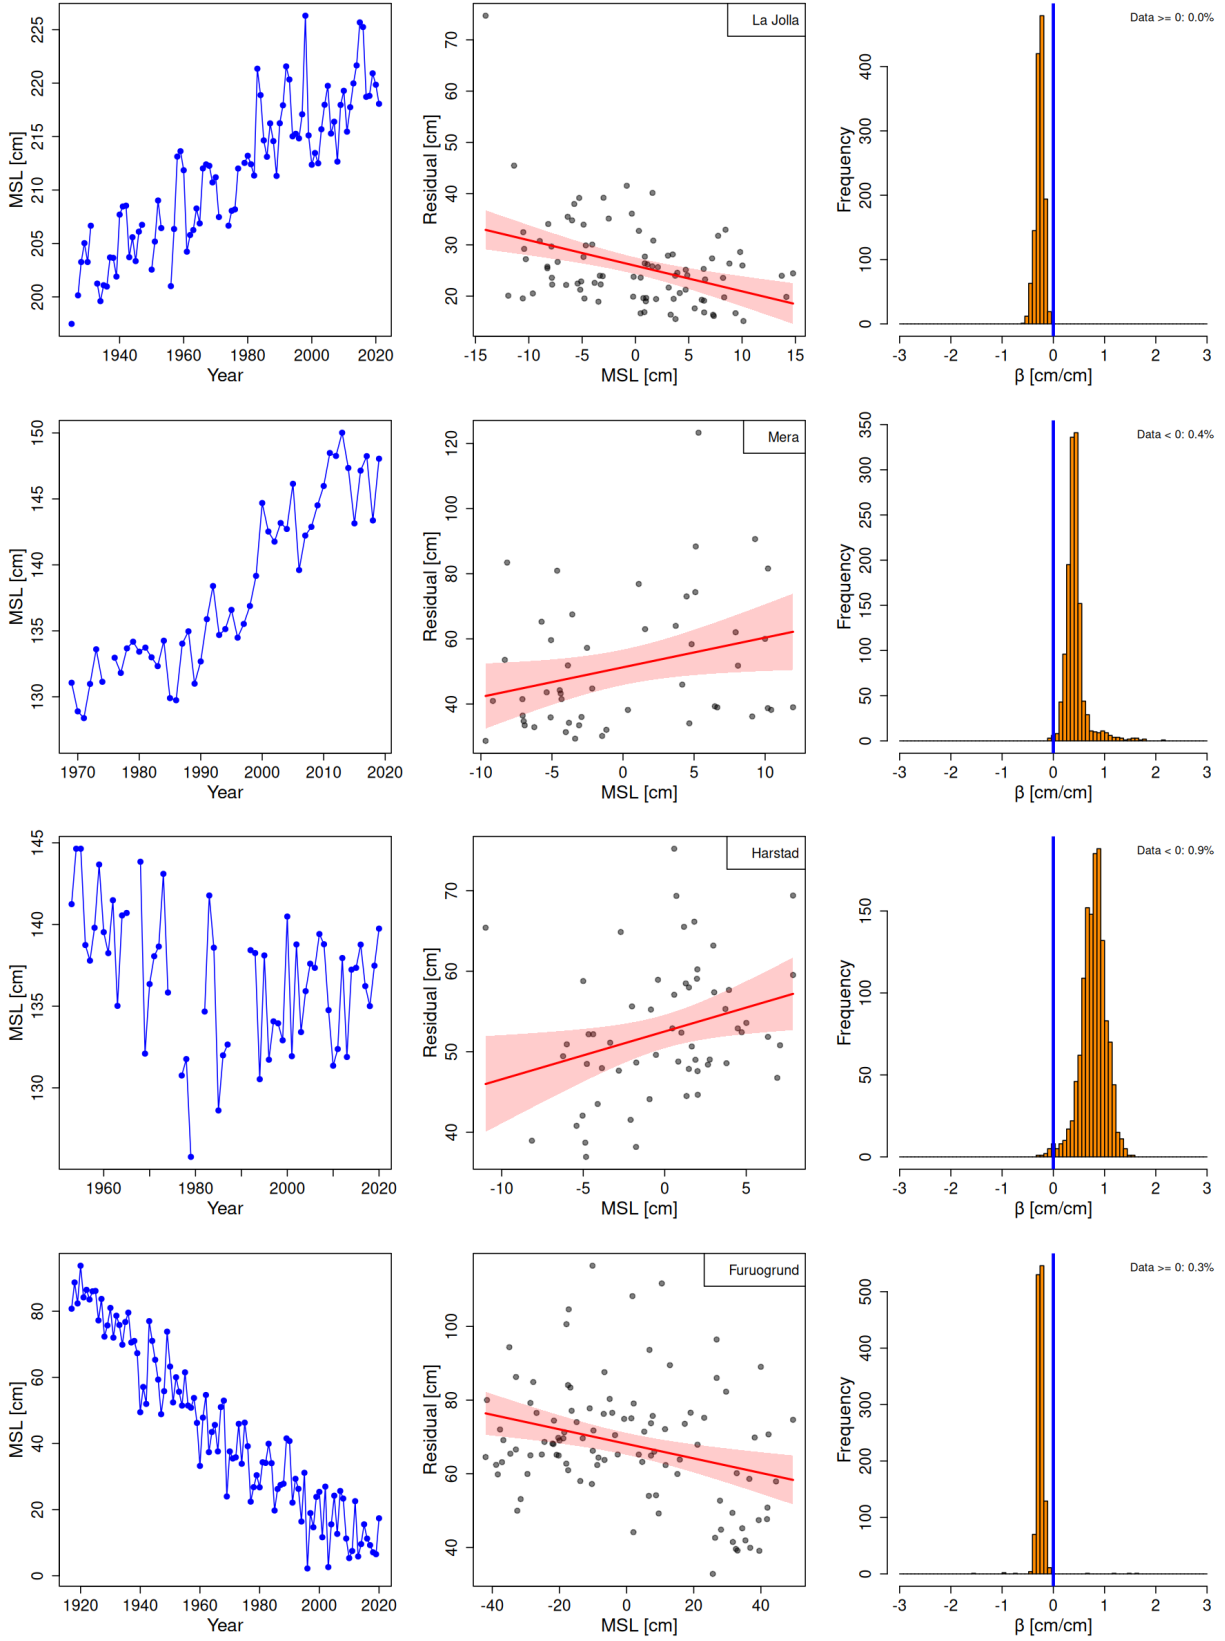 MSL [cm]
200 205 210 215 220 225
1940 1960 1980 2000 2020
Year
La Jolla
Residual [cm]
20 30 40 50 70
-15 -10 -5 0 5 10 15
MSL [cm]
Data >= 0: 0.0%
Frequency
0 100 200 300 400
-3 -2 -1 0 1 2 3
β [cm/cm]
MSL [cm]
130 135 140 145 150
1970 1980 1990 2000 2010 2020
Year
Mera
Residual [cm]
40 60 80 100 120
-10 -5 0 5 10
MSL [cm]
Data < 0: 0.4%
Frequency
0 50 150 200 250 300 350
-3 -2 -1 0 1 2 3
β [cm/cm]
MSL [cm]
130 135 140 145
1960 1980 2000 2020
Year
Harstad
Residual [cm]
40 50 60 70
-10 -5 0 5
MSL [cm]
Data < 0: 0.9%
Frequency
0 50 100 150
-3 -2 -1 0 1 2 3
β [cm/cm]
MSL [cm]
0 20 40 60 80
1920 1940 1960 1980 2000 2020
Year
Furuogrund
Residual [cm]
40 60 80 100
-40 -20 0 20 40
MSL [cm]
Data >= 0: 0.3%
Frequency
0 100 200 300 500
-3 -2 -1 0 1 2 3
β [cm/cm]